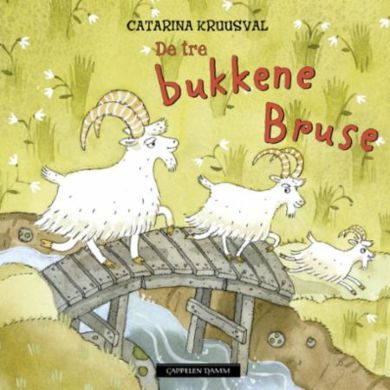 CATARINA KRUUSVAL
De tre
bukkene
Bruse
CAPPELEN DAMM